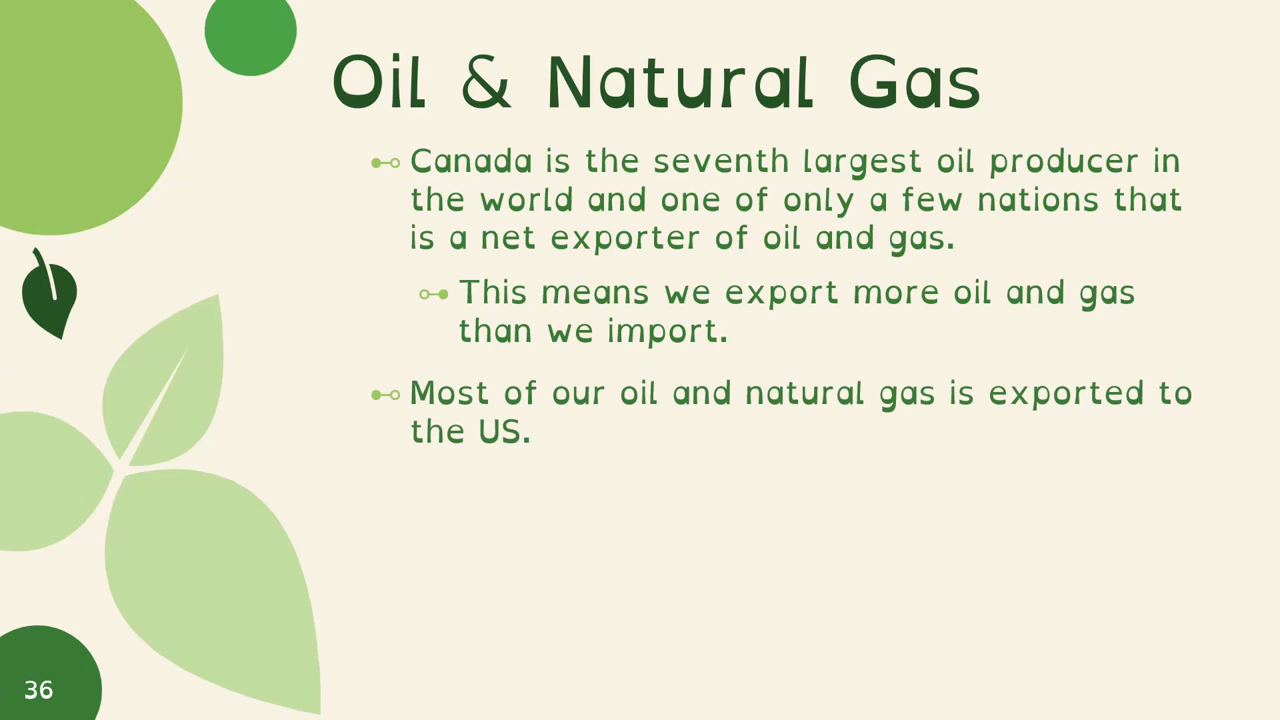 Oil & Natural Gas
Canada is the seventh largest oil producer in
the world and one of only a few nations that
is a net exporter of oil and gas.
This means we export more oil and gas
than we import.
Most of our oil and natural gas is exported to
the US.
36